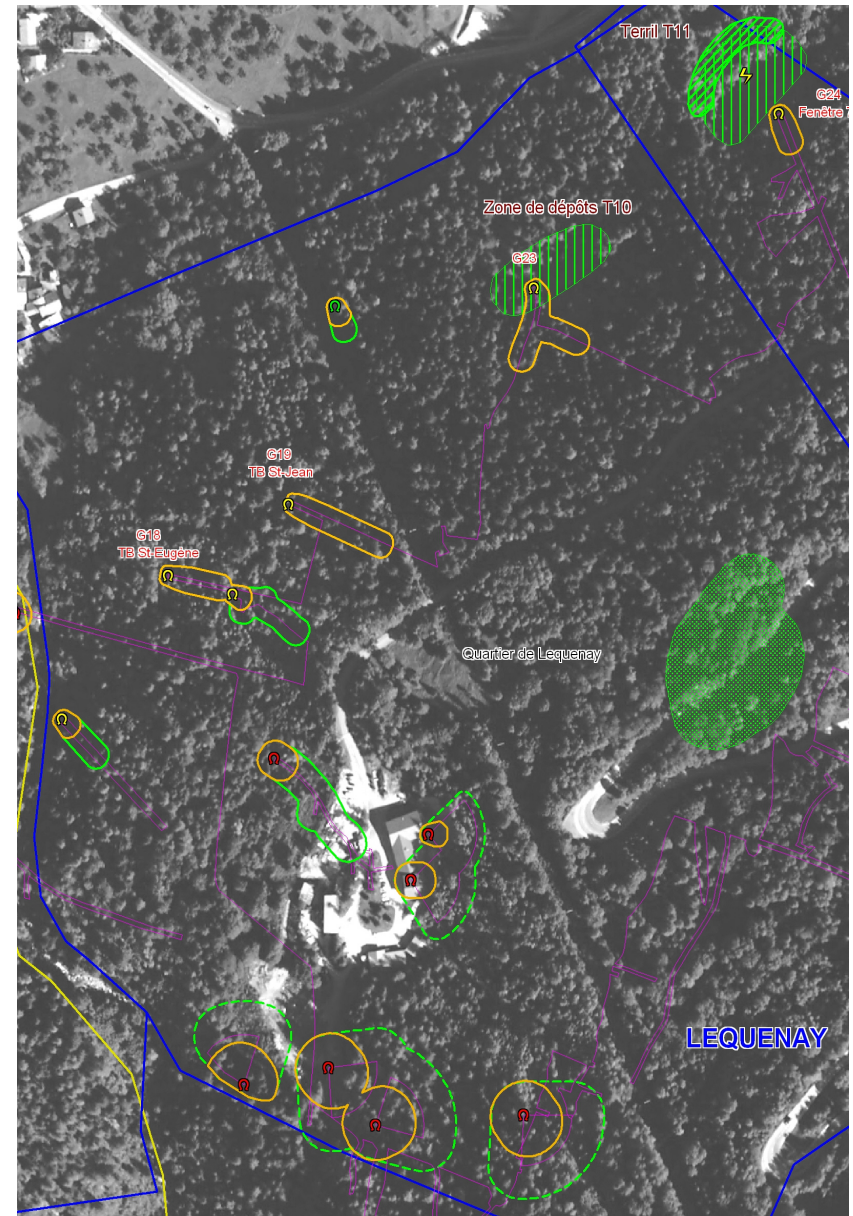 Terril T11
G24
Fenêtre 7
Zone de dépôts T10
G23
G19
TB St-Jean
G18
TB St-Eugène
Quartier de Lequenay
LEQUENAY